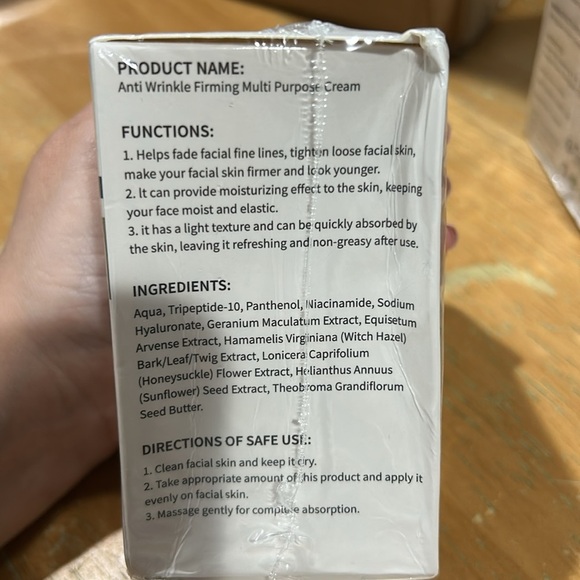 PRODUCT NAME:
Anti Wrinkle Firming Multi Purpose Cream
FUNCTIONS:
1. Helps fade facial fine lines, tighten loose facial skin,
make your facial skin firmer and look younger.
2. It can provide moisturizing effect to the skin, keeping
your face moist and elastic.
3. it has a light texture and can be quickly absorbed by
the skin, leaving it refreshing and non-greasy after use.
INGREDIENTS:
Aqua, Tripeptide-10, Panthenol, Niacinamide, Sodium
Hyaluronate, Geranium Maculatum Extract, Equisetum
Arvense Extract, Hamamelis Virginiana (Witch Hazel)
Bark/Leaf/Twig Extract, Lonicera Caprifolium
(Honeysuckle) Flower Extract, Helianthus Annuus
(Sunflower) Seed Extract, Theobroma Grandiflorum
Seed Butter.
DIRECTIONS OF SAFE USE:
1. Clean facial skin and keep it dry.
2. Take appropriate amount of this product and apply it
evenly on facial skin.
3. Massage gently for complete absorption.